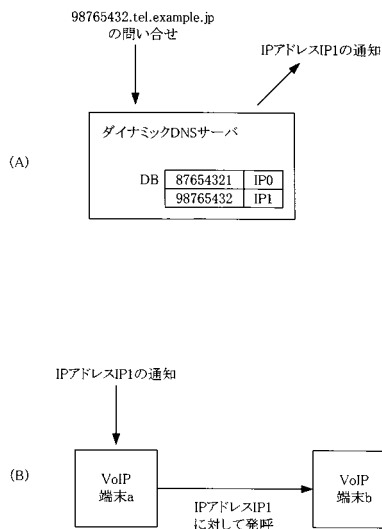 98765432.tel.example.jp
の問い合せ
IPアドレスIP1の通知
ダイナミックDNSサーバ
(A)
DB 87654321 IP0
98765432 IP1
IPアドレスIP1の通知
(B)
VoIP
端末a
VoIP
端末b
IPアドレスIP1
に対して発呼